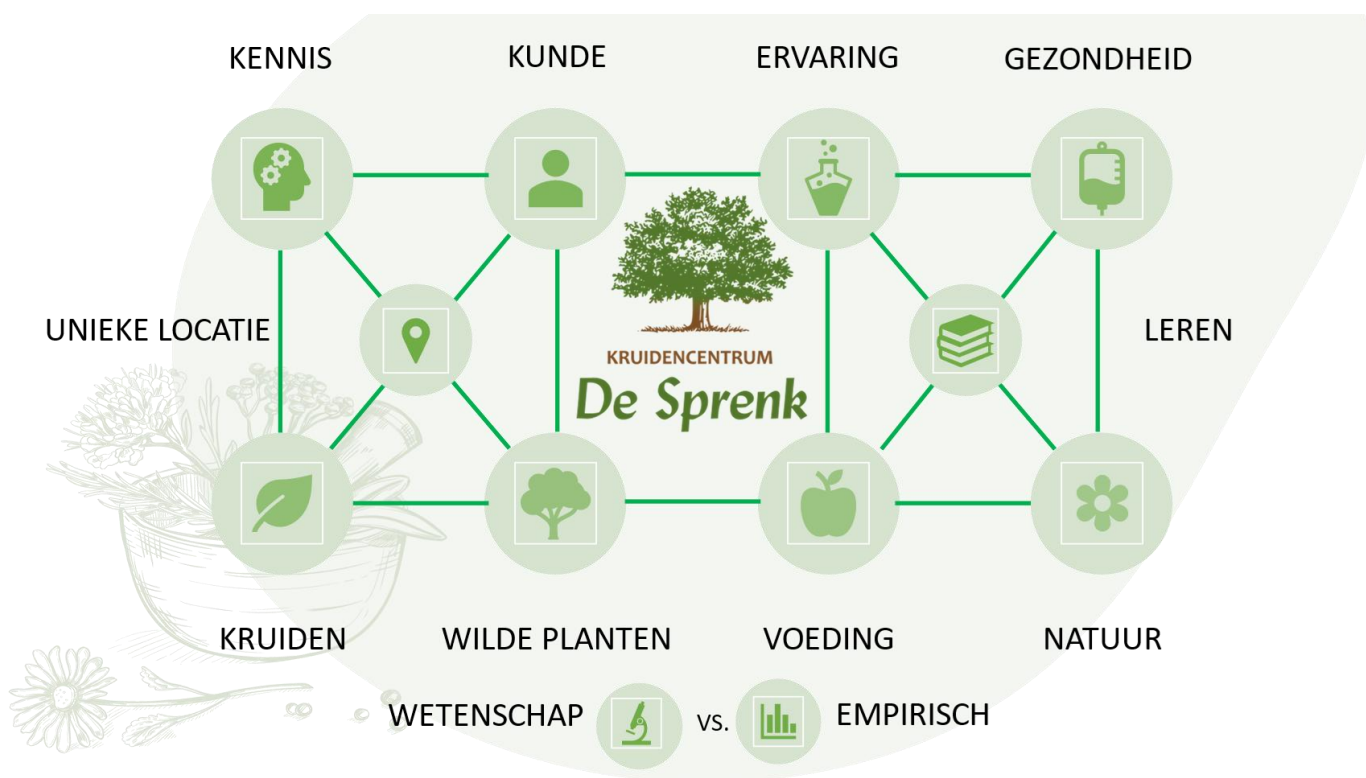 KENNIS
KUNDE
ERVARING
GEZONDHEID
UNIEKE LOCATIE
KRUIDENCENTRUM
De Sprenk
LEREN
KRUIDEN
WILDE PLANTEN
VOEDING
NATUUR
WETENSCHAP
VS.
EMPIRISCH